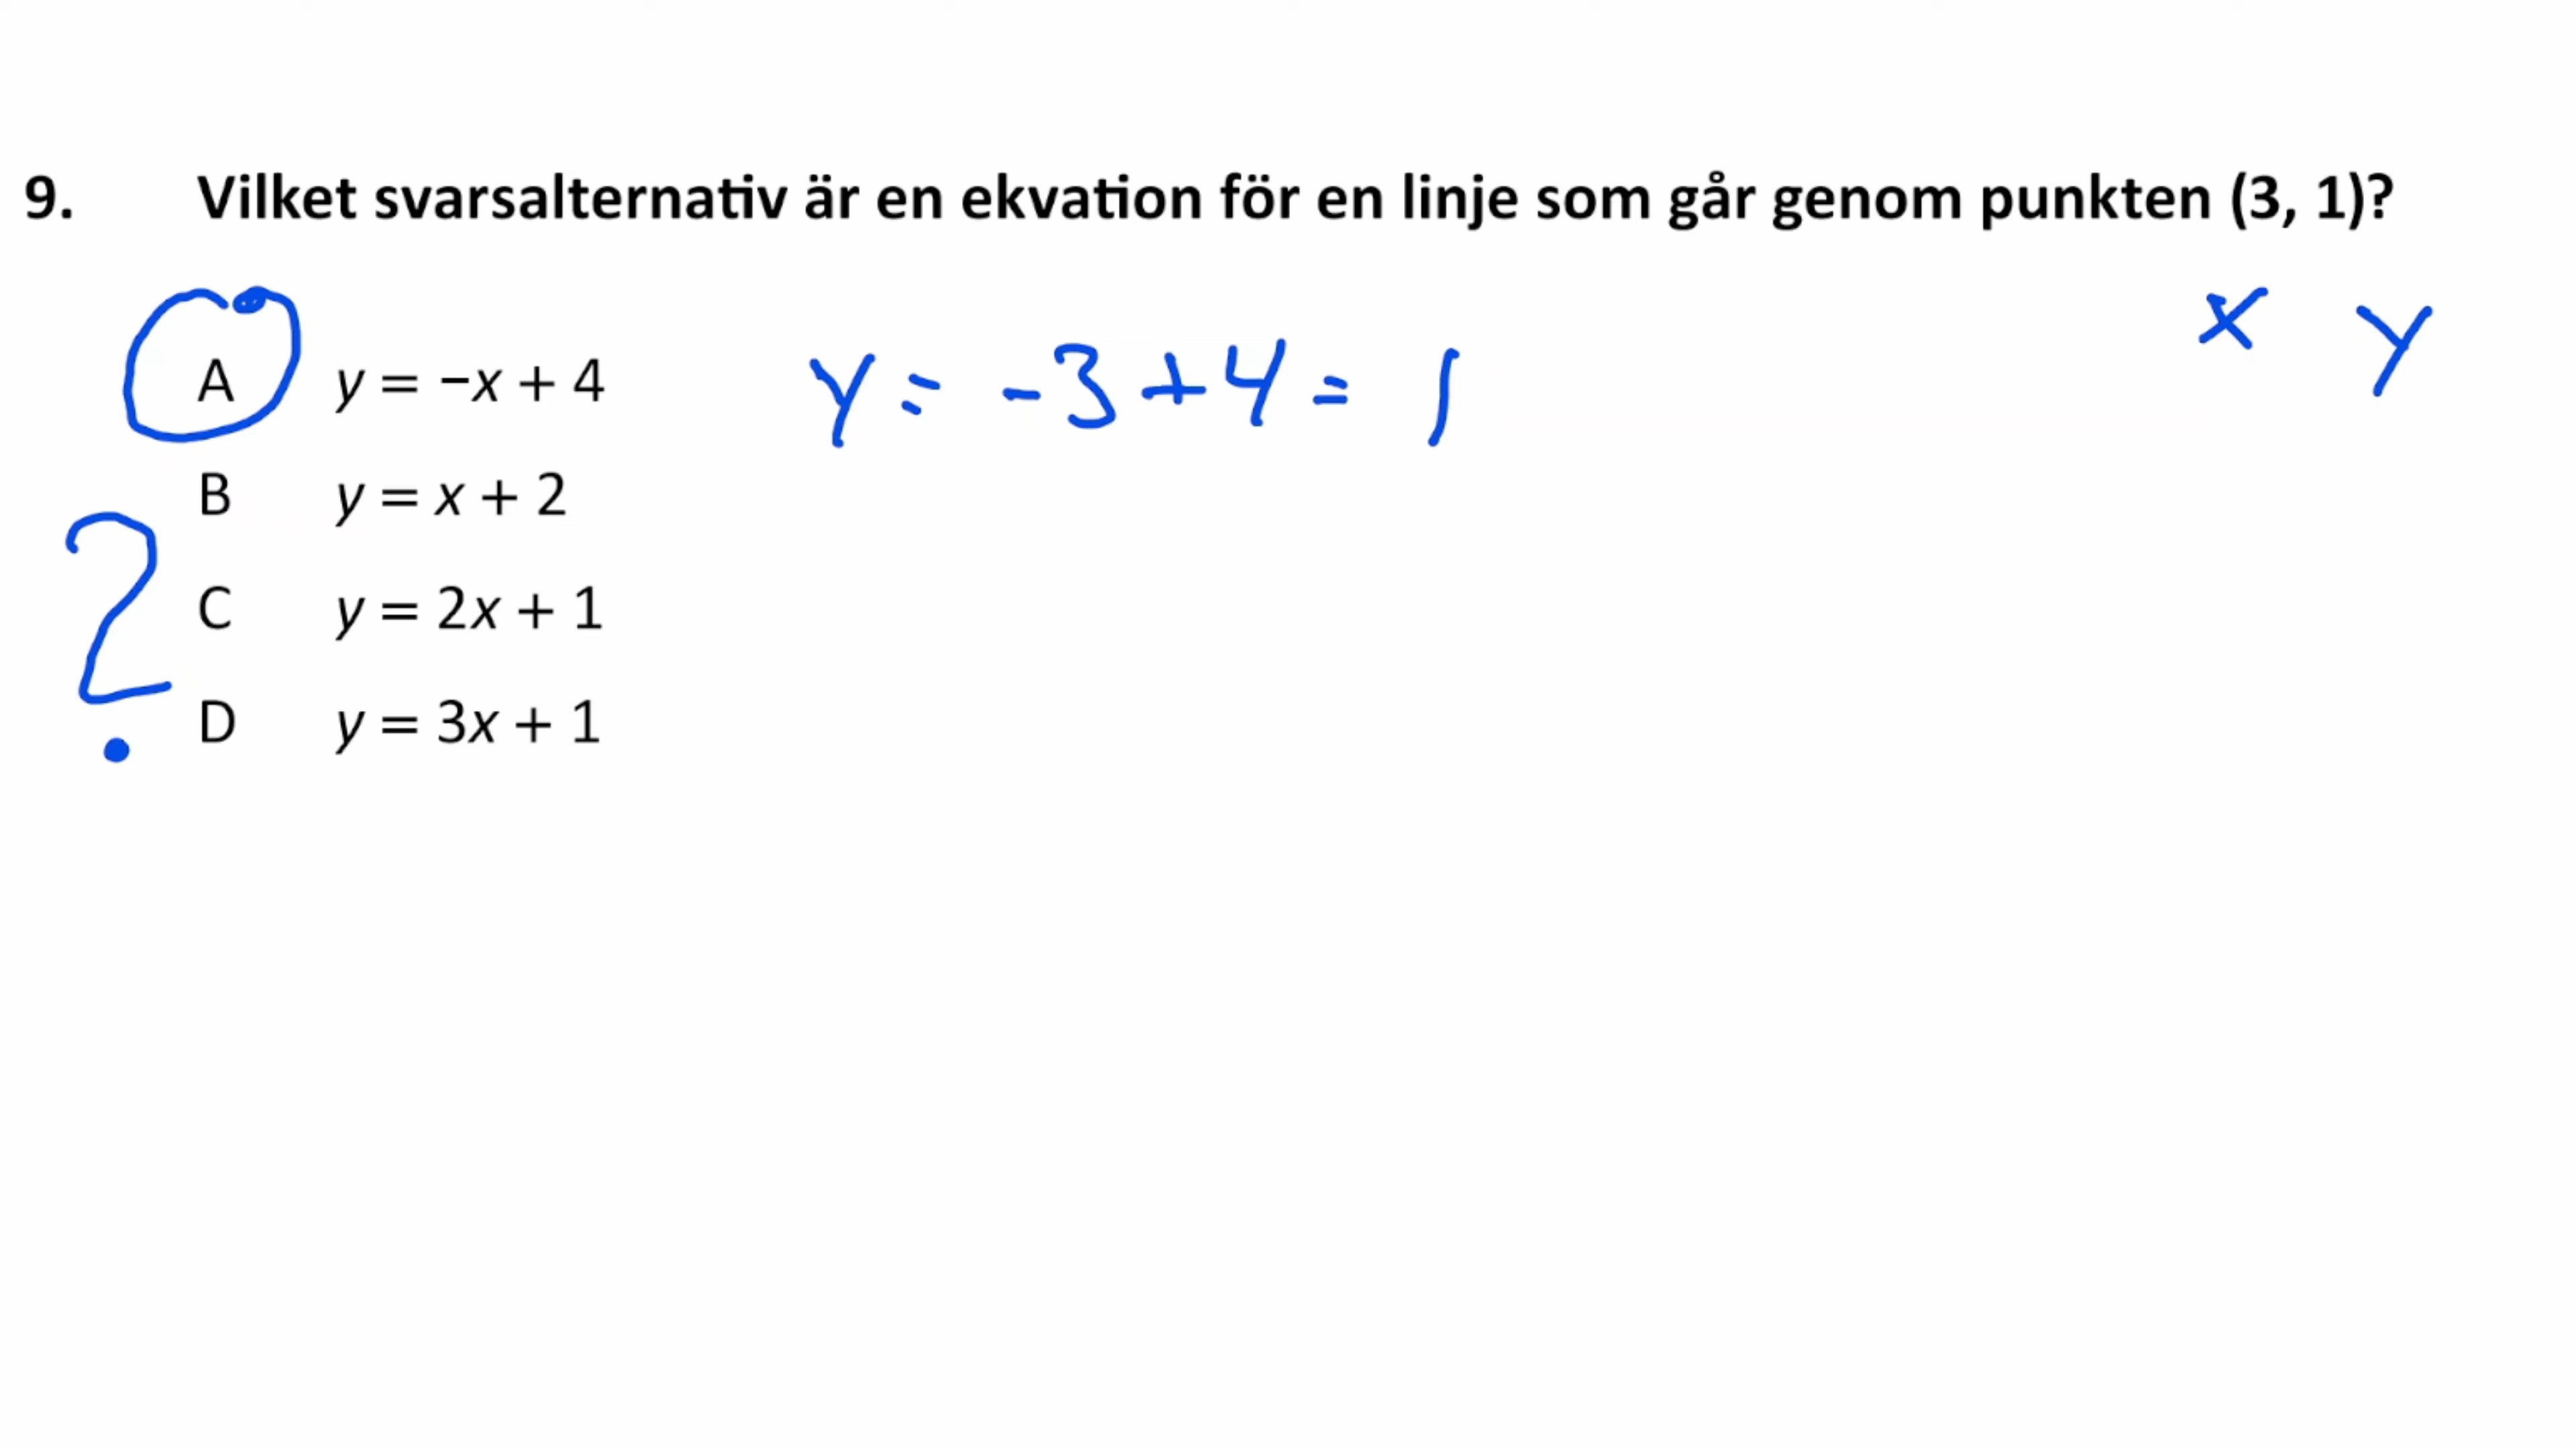 9. Vilket svarsalternativ är en ekvation för en linje som går genom punkten (3, 1)?
x y
A y = −x + 4 y = -3+4 = 1
B y = x + 2
?
C y = 2x + 1
D y = 3x + 1